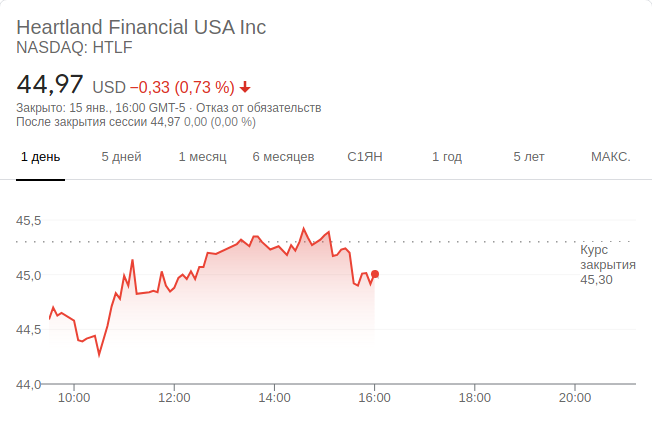 Heartland Financial USA Inc
NASDAQ: HTLF
44,97 USD −0,33 (0,73 %)
Закрыто: 15 янв., 16:00 GMT-5 · Отказ от обязательств
После закрытия сессии 44,97 0,00 (0,00 %)
1 день 5 дней 1 месяц 6 месяцев С1ЯН 1 год 5 лет МАКС.
45,5
Курс
закрытия
45,30
45,0
44,5
44,0
10:00 12:00 14:00 16:00 18:00 20:00